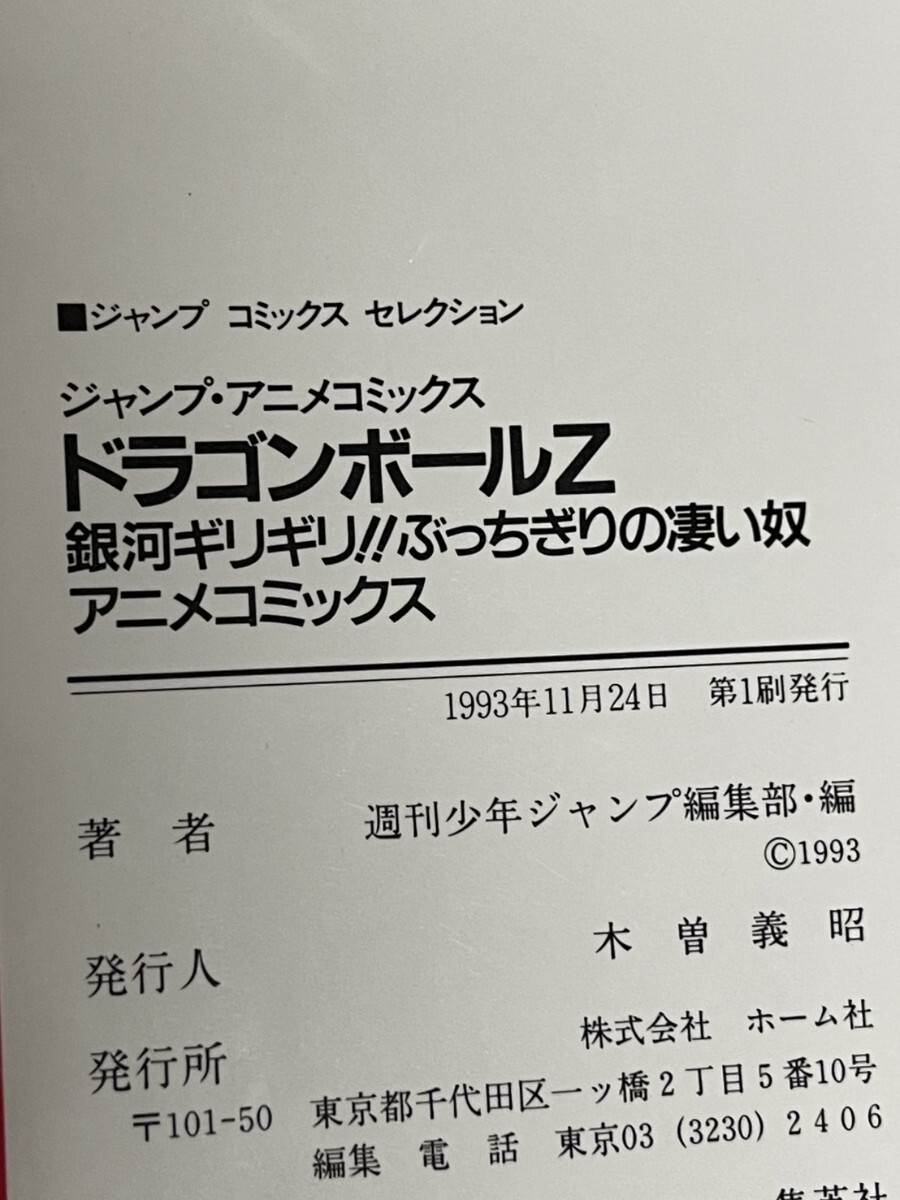 ■ジャンプ コミックス セレクション
ジャンプ・アニメコミックス
ドラゴンボールZ
銀河ギリギリ!!ぶっちぎりの凄い奴
アニメコミックス
1993年11月24日 第1刷発行
著 者 週刊少年ジャンプ編集部・編
©1993
発行人 木 曽 義 昭
発行所 株式会社 ホーム社
〒101-50 東京都千代田区一ッ橋2丁目5番10号
編集 電 話 東京03 (3230) 2406
集英社